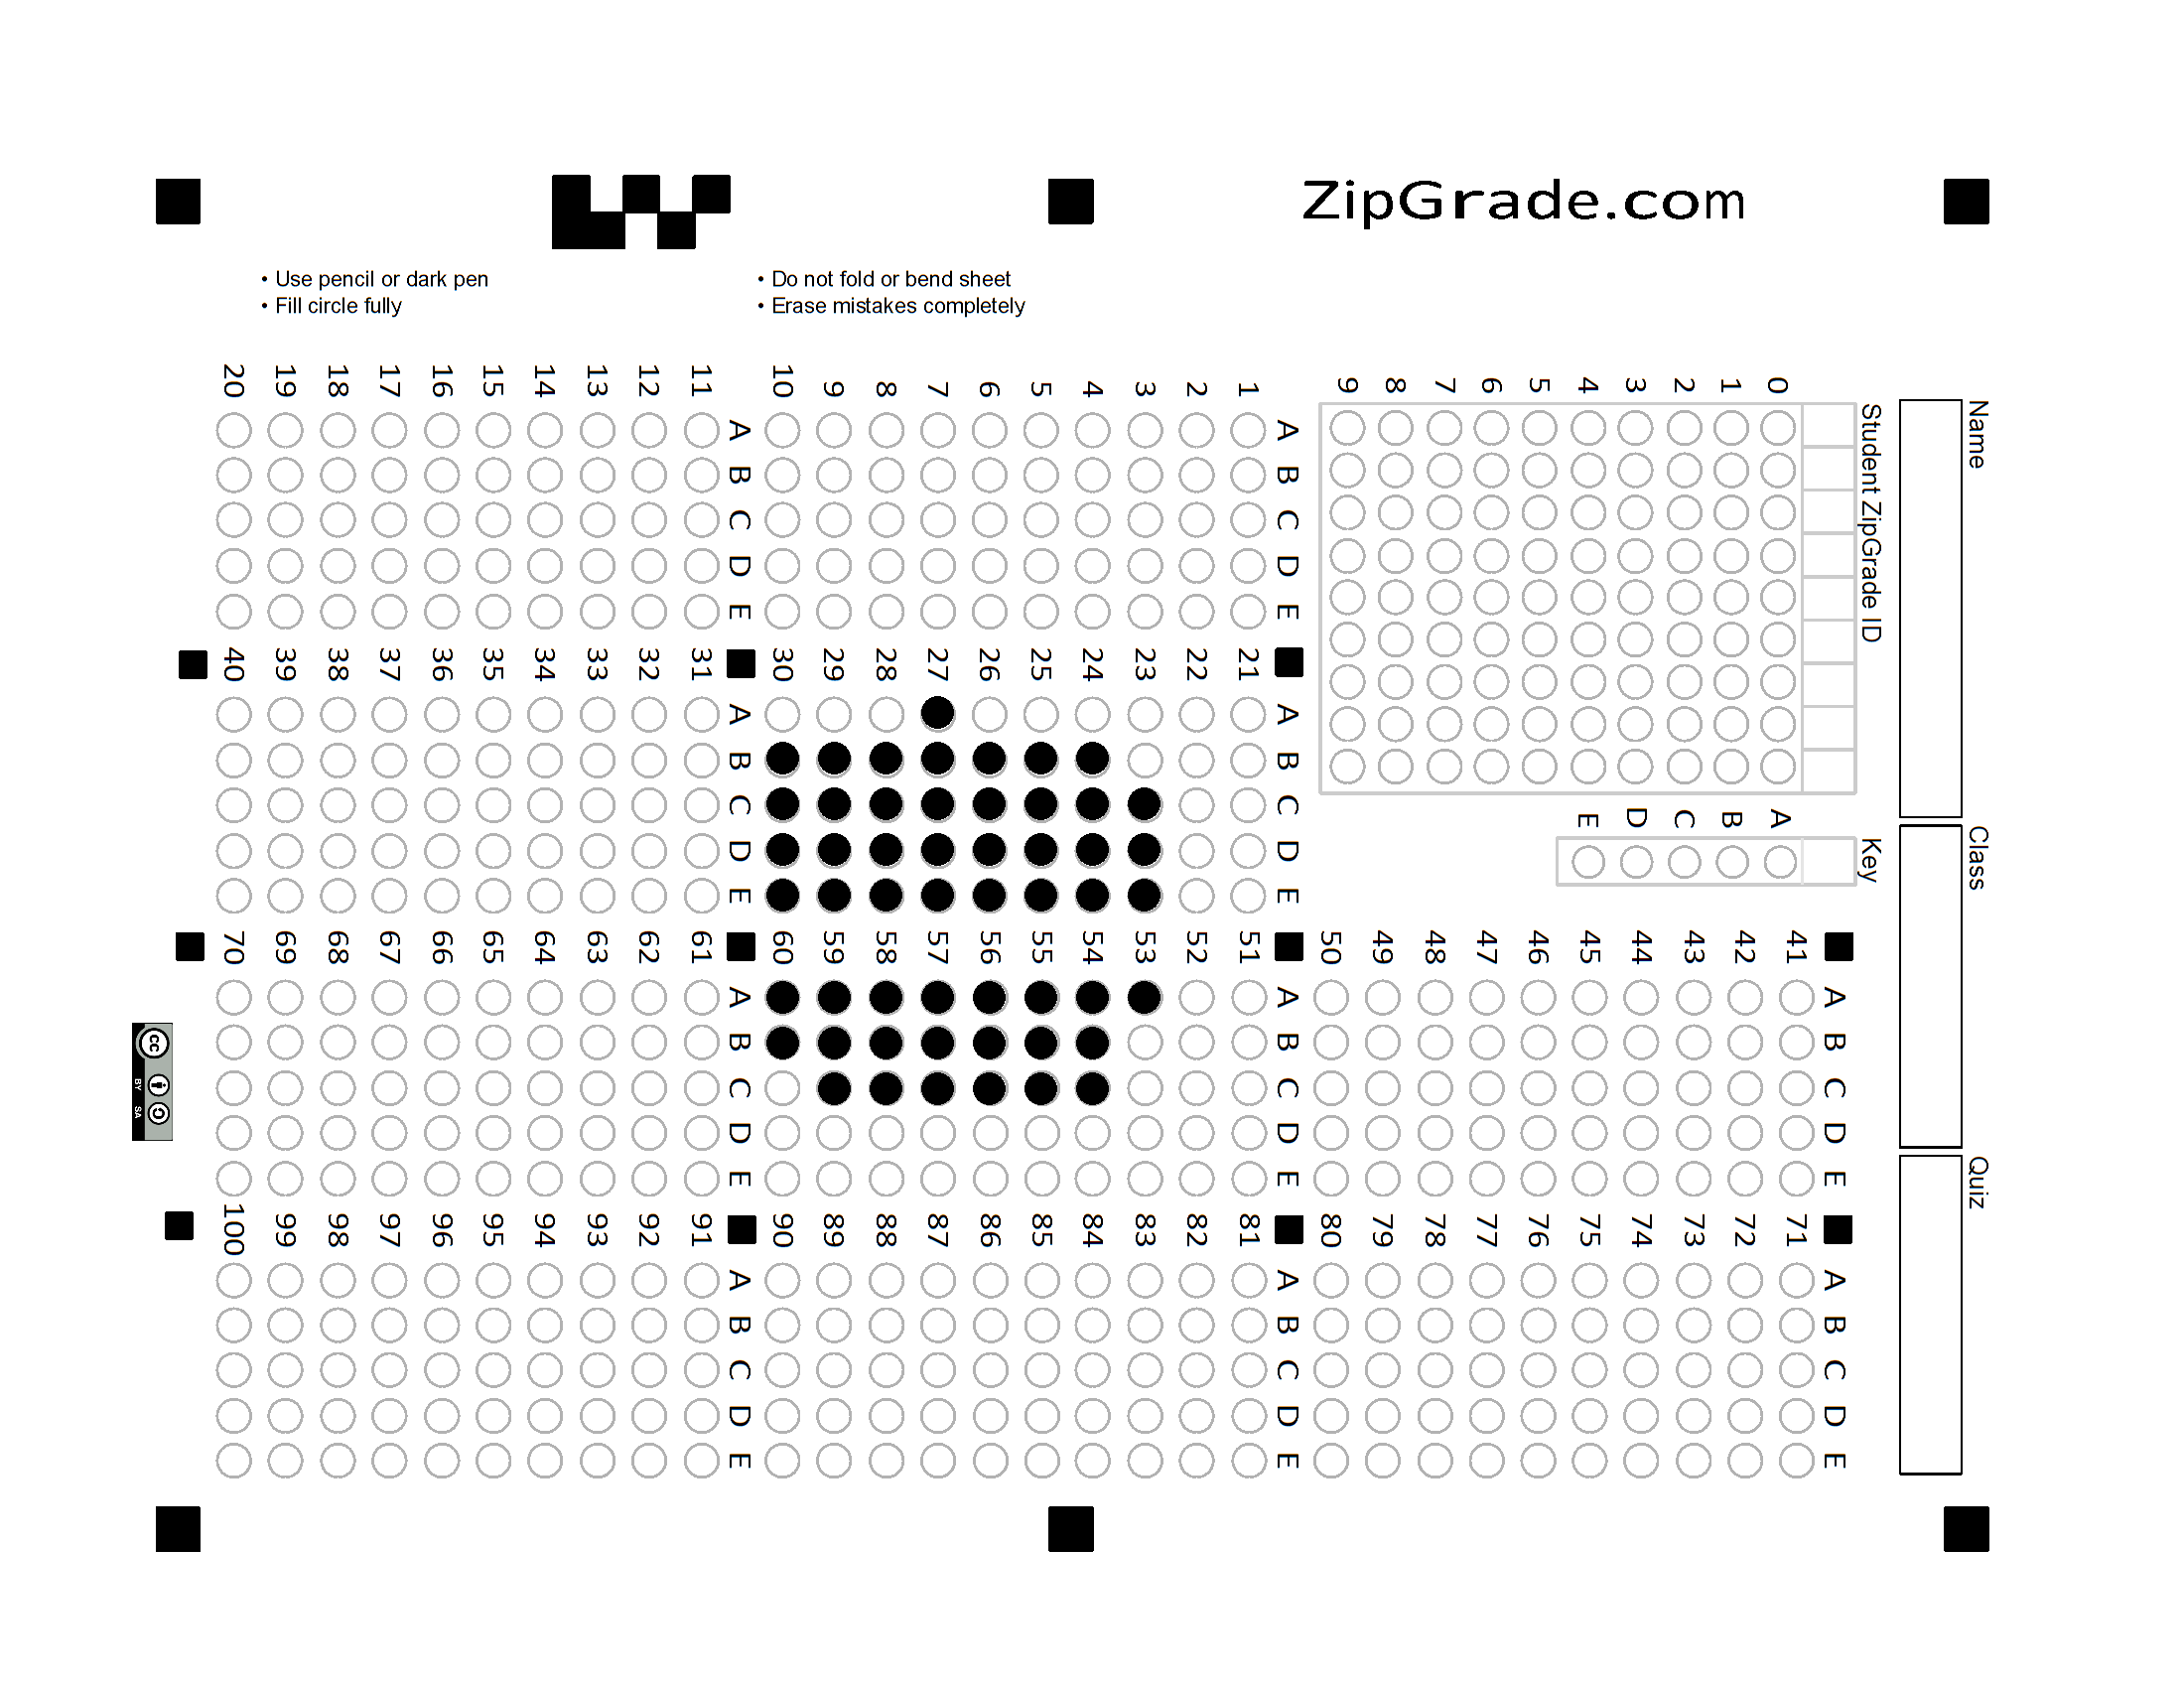 ZipGrade.com
• Use pencil or dark pen
• Fill circle fully
• Do not fold or bend sheet
• Erase mistakes completely
Name
Class
Quiz
Student ZipGrade ID
0 1 2 3 4 5 6 7 8 9
Key
A B C D E
1 2 3 4 5 6 7 8 9 10
A B C D E
11 12 13 14 15 16 17 18 19 20
A B C D E
21 22 23 24 25 26 27 28 29 30
A B C D E
31 32 33 34 35 36 37 38 39 40
A B C D E
41 42 43 44 45 46 47 48 49 50
A B C D E
51 52 53 54 55 56 57 58 59 60
A B C D E
61 62 63 64 65 66 67 68 69 70
A B C D E
71 72 73 74 75 76 77 78 79 80
A B C D E
81 82 83 84 85 86 87 88 89 90
A B C D E
91 92 93 94 95 96 97 98 99 100
A B C D E
cc
BY SA